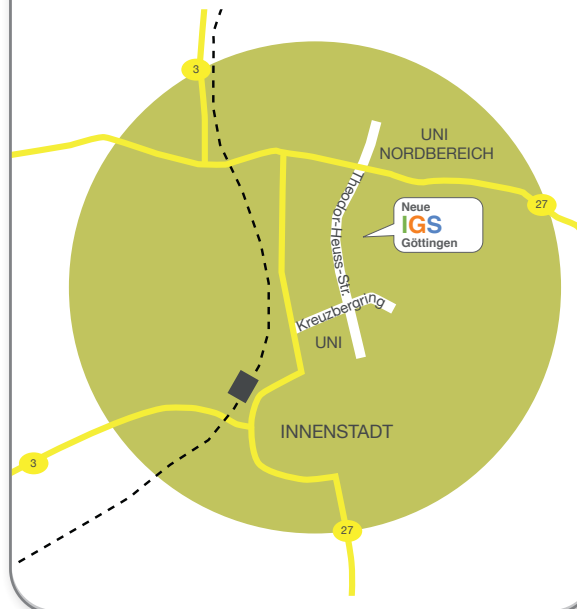 3
UNI
NORDBEREICH
Theodor-Heuss-Str.
Neue
IGS
Göttingen
27
Kreuzbergring
UNI
INNENSTADT
3
27